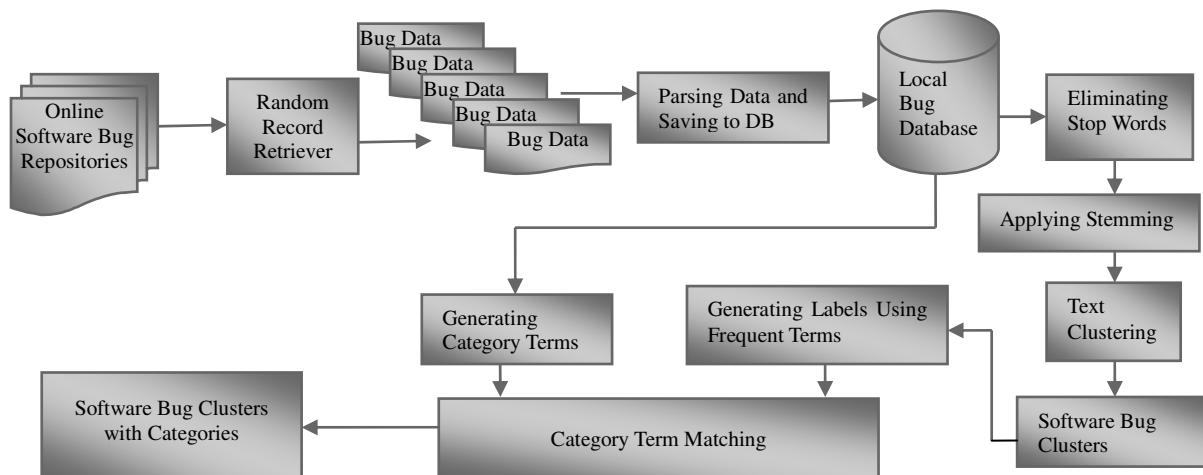 Online
Software Bug
Repositories
Random
Record
Retriever
Bug Data
Bug Data
Bug Data
Bug Data
Bug Data
Parsing Data and
Saving to DB
Local
Bug
Database
Eliminating
Stop Words
Applying Stemming
Text
Clustering
Software Bug
Clusters
Generating Labels Using
Frequent Terms
Generating
Category Terms
Category Term Matching
Software Bug Clusters
with Categories